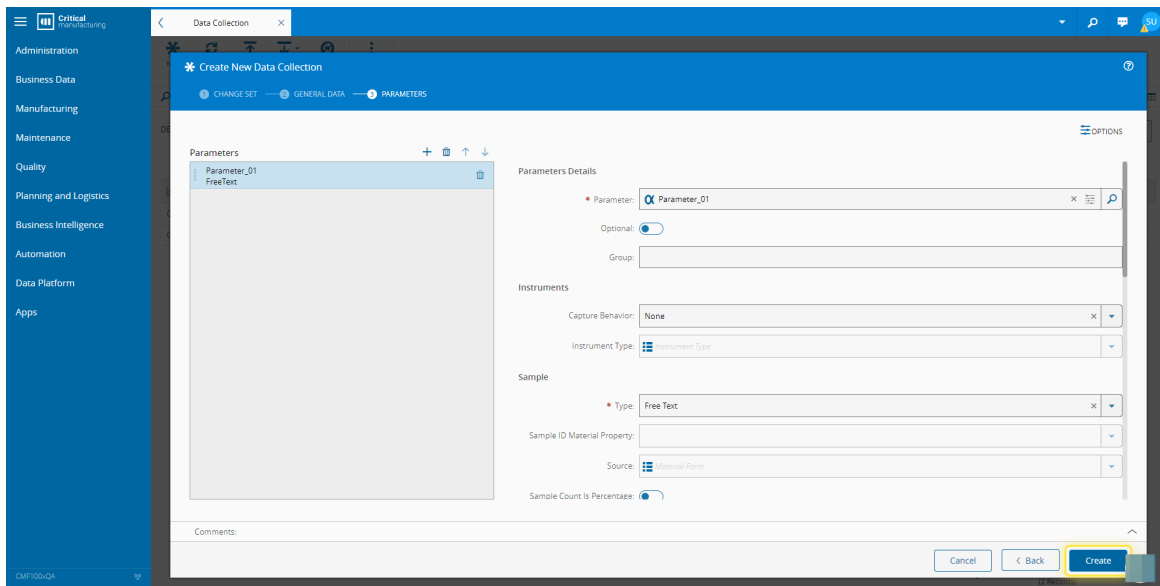 Critical
manufacturing
Data Collection
SU
Administration
Business Data
Manufacturing
Maintenance
Quality
Planning and Logistics
Business Intelligence
Automation
Data Platform
Apps
CMF100xQA
Create New Data Collection
1 CHANGE SET
2 GENERAL DATA
3 PARAMETERS
OPTIONS
Parameters
Parameter_01
FreeText
Parameters Details
* Parameter: Parameter_01
Optional:
Group:
Instruments
Capture Behavior: None
Instrument Type: Instrument Type
Sample
* Type: Free Text
Sample ID Material Property:
Source: Material Form
Sample Count Is Percentage:
Comments:
Cancel
< Back
Create
(2 Records)